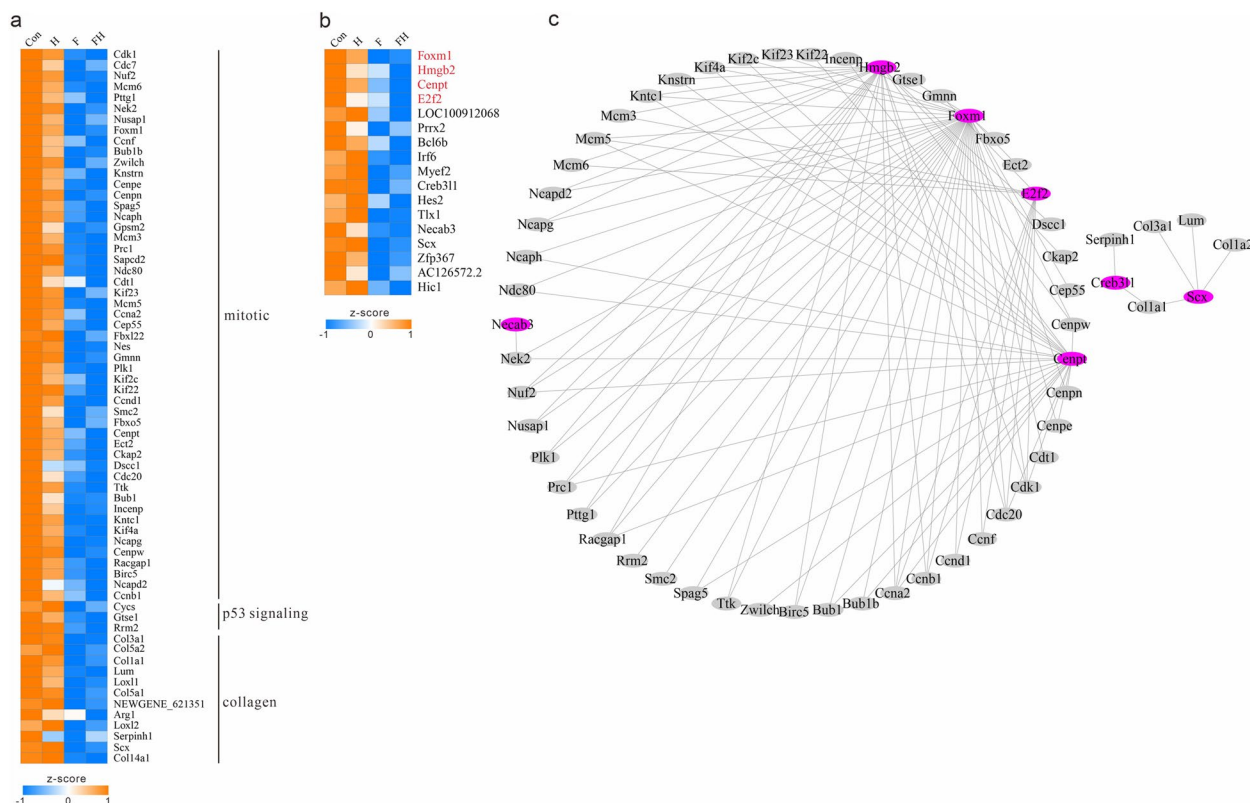 a
Con H F FH
Cdk1
Cdc7
Nuf2
Mcm6
Pttg1
Nek2
Nusap1
Foxm1
Ccnf
Bub1b
Zwilch
Knstrn
Cenpe
Cenpn
Spag5
Ncaph
Gpsm2
Mcm3
Prc1
Sapcd2
Ndc80
Cdt1
Kif23
Mcm5
Ccna2
Cep55
Fbxl22
Nes
Gmnn
Plk1
Kif2c
Kif22
Ccnd1
Smc2
Fbxo5
Cenpt
Ect2
Ckap2
Dscc1
Cdc20
Ttk
Bub1
Incenp
Kntc1
Kif4a
Ncapg
Cenpw
Racgap1
Birc5
Ncapd2
Ccnb1
mitotic
Cycs
Gtse1
Rrm2
p53 signaling
Col3a1
Col5a2
Col1a1
Lum
Loxl1
Col5a1
NEWGENE_621351
Arg1
Loxl2
Serpinh1
Scx
Col14a1
collagen
z-score
-1 0 1
b
Con H F FH
Foxm1
Hmgb2
Cenpt
E2f2
LOC100912068
Prrx2
Bcl6b
Irf6
Myef2
Creb3l1
Hes2
Tlx1
Necab3
Scx
Zfp367
AC126572.2
Hic1
z-score
-1 0 1
c
Hmgb2
Gtse1
Gmnn
Foxm1
Fbxo5
Ect2
E2f2
Dscc1
Ckap2
Cep55
Cenpw
Cenpt
Cenpn
Cenpe
Cdt1
Cdk1
Cdc20
Ccnf
Ccnd1
Ccnb1
Ccna2
Bub1b
Bub1
Birc5
Zwilch
Ttk
Spag5
Smc2
Rrm2
Racgap1
Pttg1
Prc1
Plk1
Nusap1
Nuf2
Nek2
Necab3
Ndc80
Ncaph
Ncapg
Ncapd2
Mcm6
Mcm5
Mcm3
Kntc1
Knstrn
Kif4a
Kif2c
Kif23
Kif22
Incenp
Serpinh1
Col3a1
Lum
Col1a2
Creb3l1
Col1a1
Scx